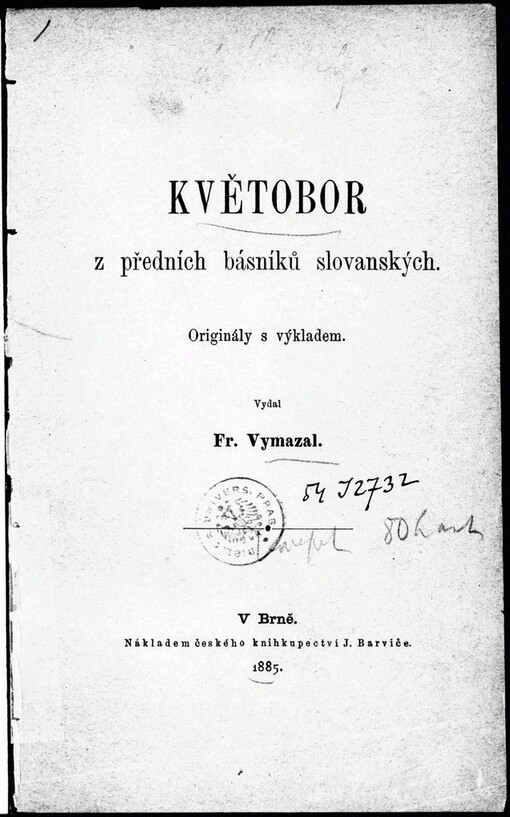 KVĚTOBOR
z předních básníků slovanských.
Originály s výkladem.
Vydal
Fr. Vymazal.
54 J2732
V Brně.
Nákladem českého knihkupectví J. Barviče.
1885.